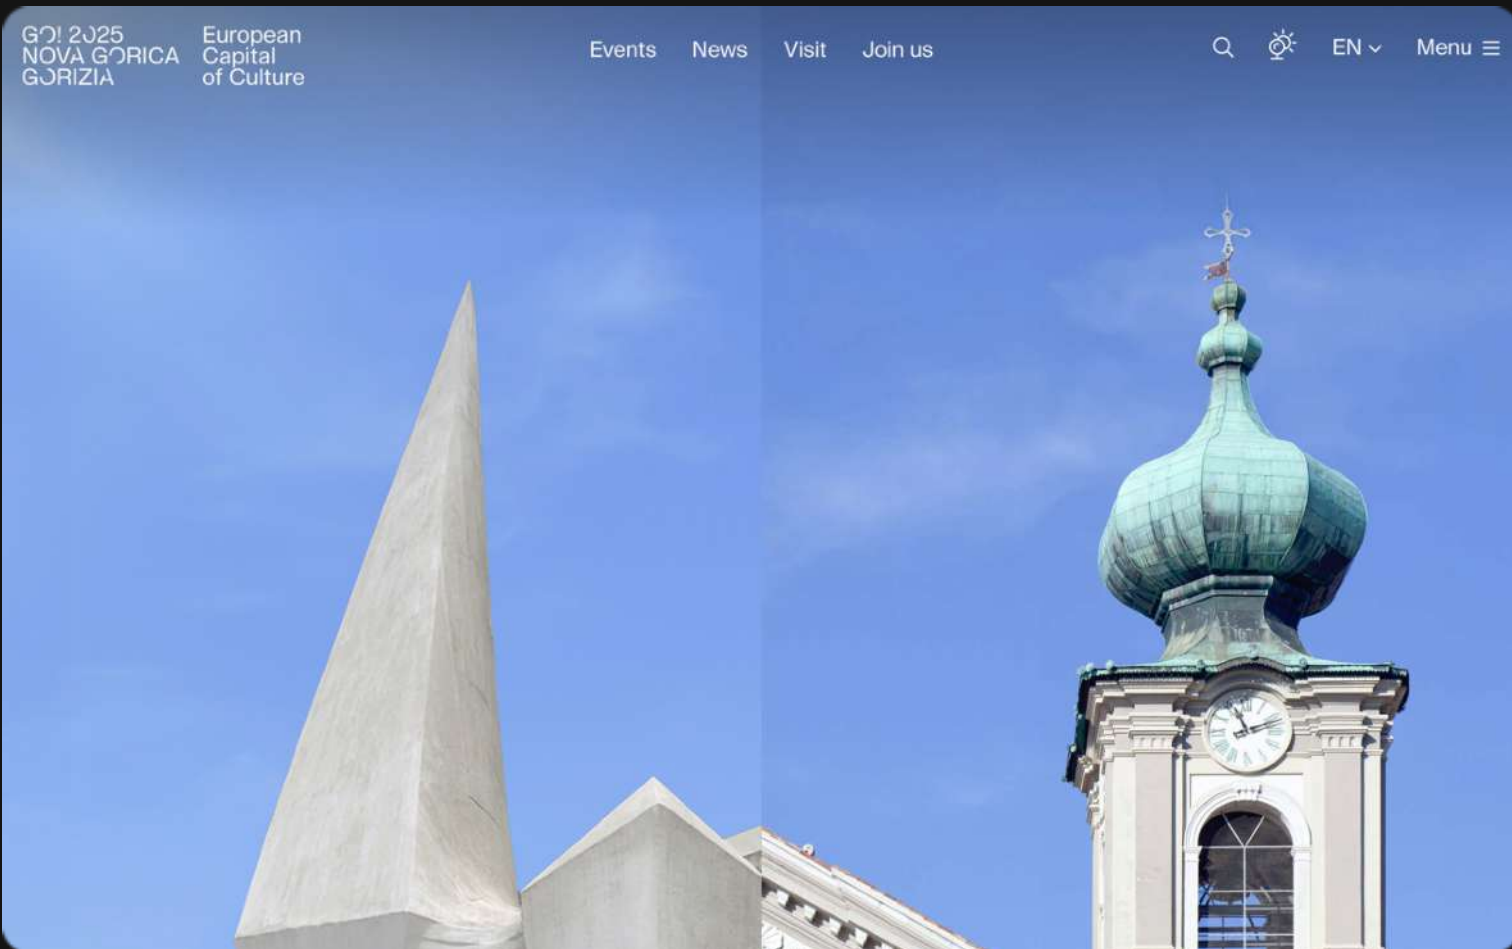 GO! 2025
NOVA GORICA
GORIZIA
European
Capital
of Culture
Events
News
Visit
Join us
EN
Menu